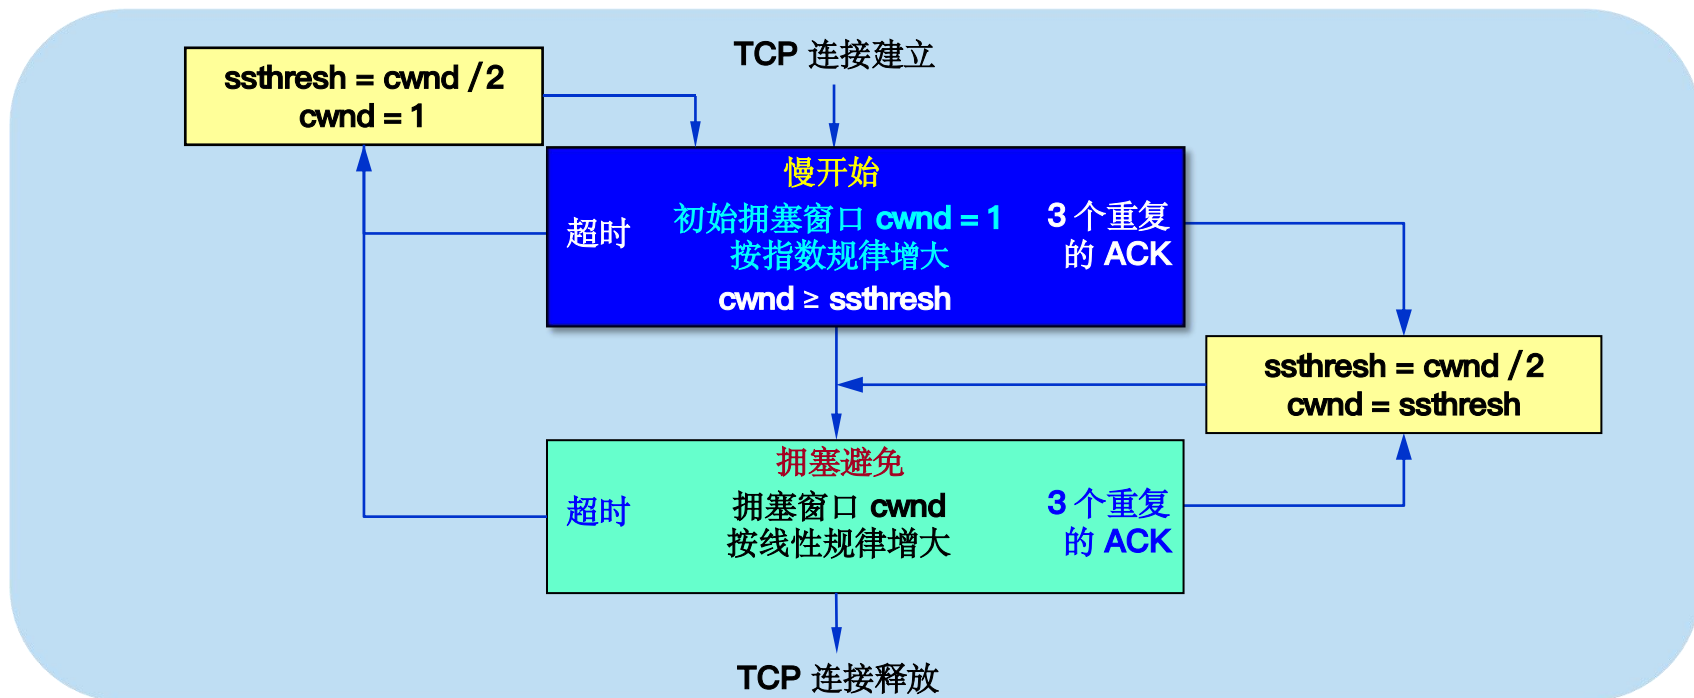 TCP 连接建立
ssthresh = cwnd / 2
cwnd = 1
慢开始
超时
初始拥塞窗口 cwnd = 1
按指数规律增大
3 个重复
的 ACK
cwnd ≥ ssthresh
ssthresh = cwnd / 2
cwnd = ssthresh
拥塞避免
超时
拥塞窗口 cwnd
按线性规律增大
3 个重复
的 ACK
TCP 连接释放